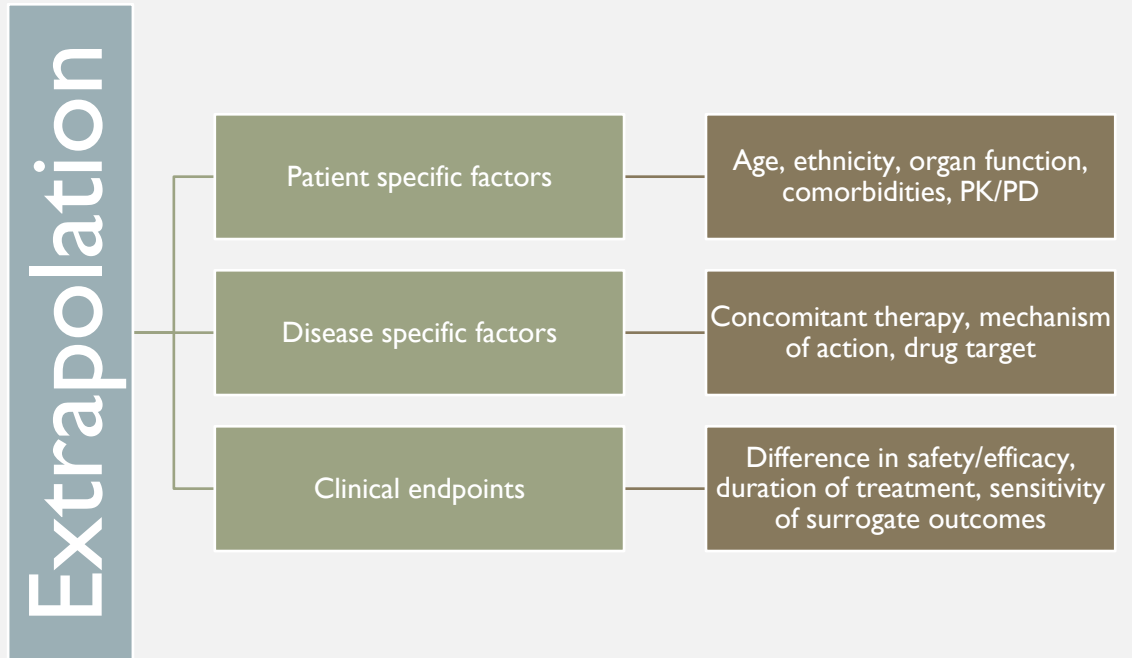 Extrapolation
Patient specific factors
Age, ethnicity, organ function,
comorbidities, PK/PD
Disease specific factors
Concomitant therapy, mechanism
of action, drug target
Clinical endpoints
Difference in safety/efficacy,
duration of treatment, sensitivity
of surrogate outcomes